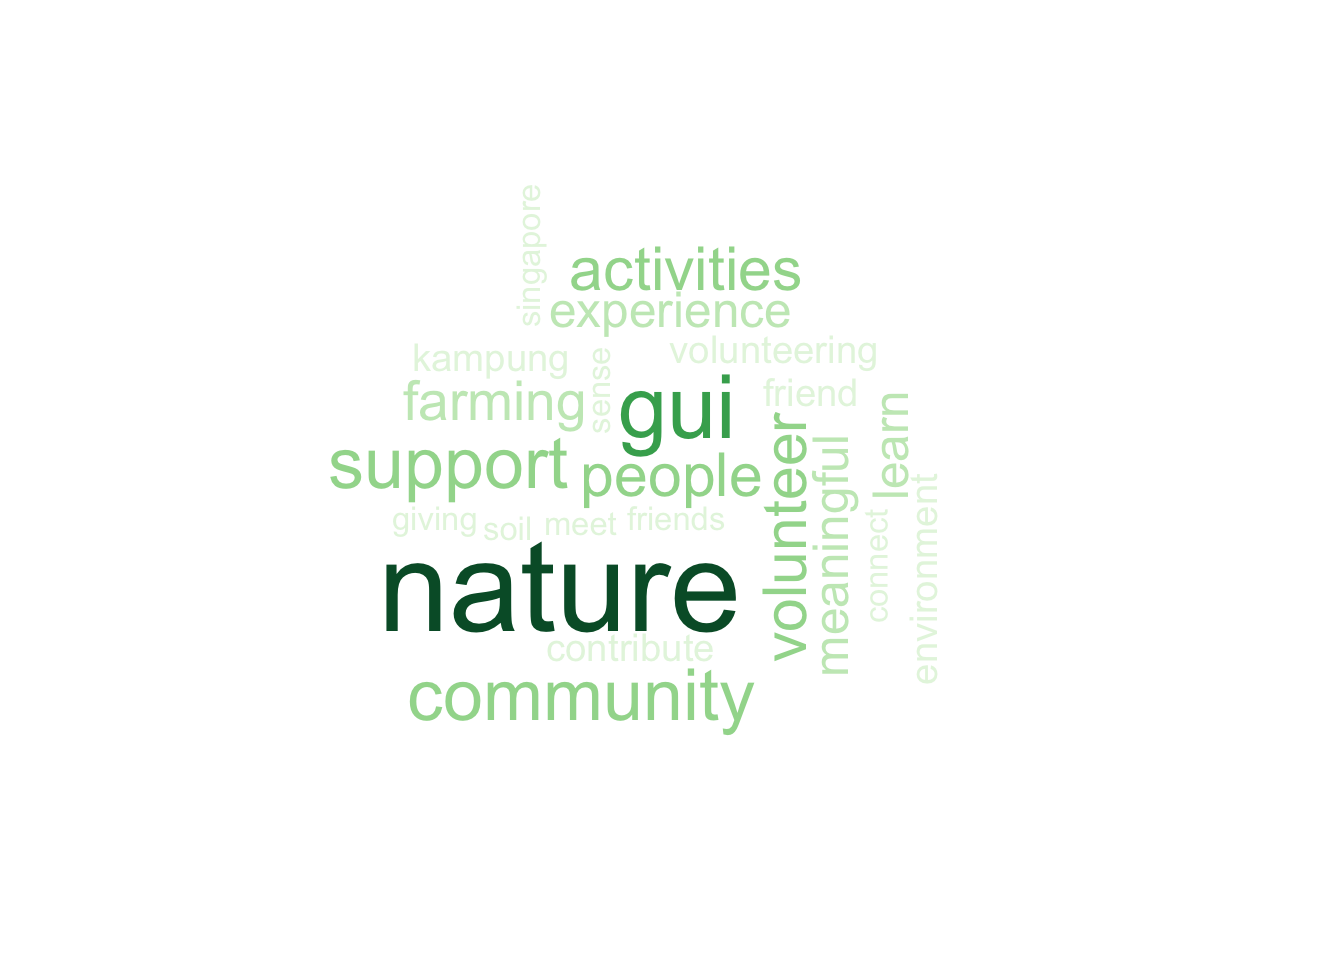 singapore
activities
experience
kampung
sense
volunteering
farming
gui
friend
learn
support
people
volunteer
meaningful
giving
soil
meet
friends
connect
environment
nature
contribute
community